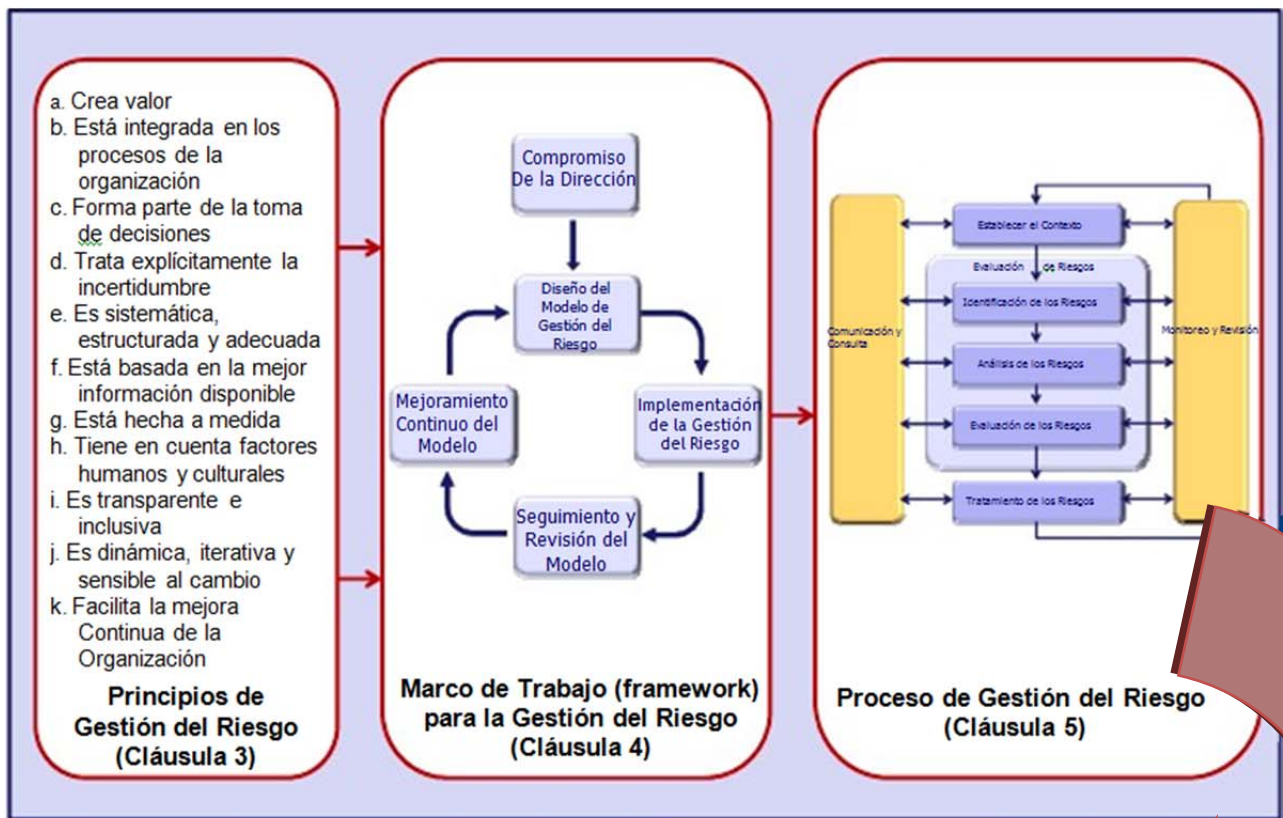 a. Crea valor
b. Está integrada en los
procesos de la
organización
c. Forma parte de la toma
de decisiones
d. Trata explícitamente la
incertidumbre
e. Es sistemática,
estructurada y adecuada
f. Está basada en la mejor
información disponible
g. Está hecha a medida
h. Tiene en cuenta factores
humanos y culturales
i. Es transparente e
inclusiva
j. Es dinámica, iterativa y
sensible al cambio
k. Facilita la mejora
Continua de la
Organización
Principios de
Gestión del Riesgo
(Cláusula 3)
Compromiso
De la Dirección
Diseño del
Modelo de
Gestión del
Riesgo
Implementación
de la Gestión
del Riesgo
Seguimiento y
Revisión del
Modelo
Mejoramiento
Continuo del
Modelo
Marco de Trabajo (framework)
para la Gestión del Riesgo
(Cláusula 4)
Comunicación y
Consulta
Establecer el Contexto
Evaluación de Riesgos
Identificación de los Riesgos
Análisis de los Riesgos
Evaluación de los Riesgos
Tratamiento de los Riesgos
Monitoreo y Revisión
Proceso de Gestión del Riesgo
(Cláusula 5)